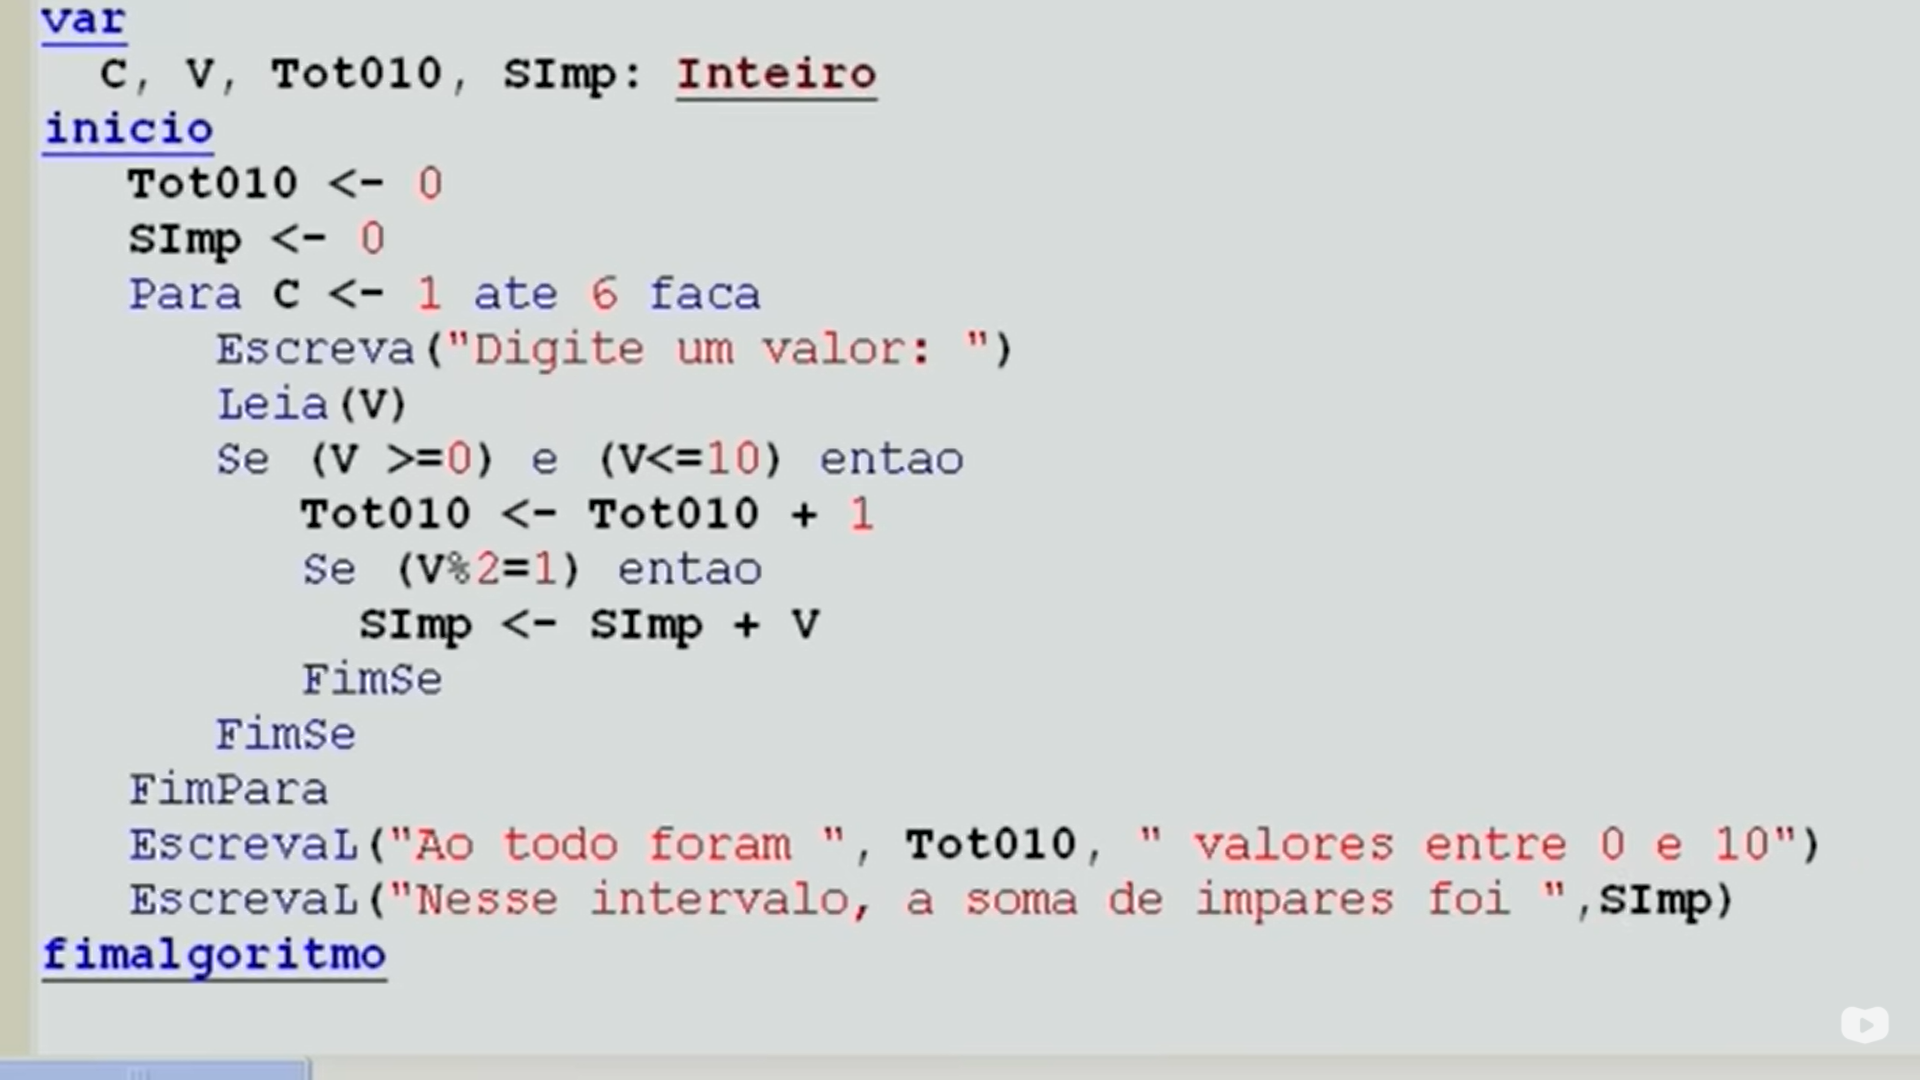 var
C, V, Tot010, SImp: Inteiro
inicio
Tot010 <- 0
SImp <- 0
Para C <- 1 ate 6 faca
Escreva("Digite um valor: ")
Leia(V)
Se (V >=0) e (V<=10) entao
Tot010 <- Tot010 + 1
Se (V%2=1) entao
SImp <- SImp + V
FimSe
FimSe
FimPara
EscrevaL("Ao todo foram ", Tot010, " valores entre 0 e 10")
EscrevaL("Nesse intervalo, a soma de impares foi ",SImp)
fimalgoritmo